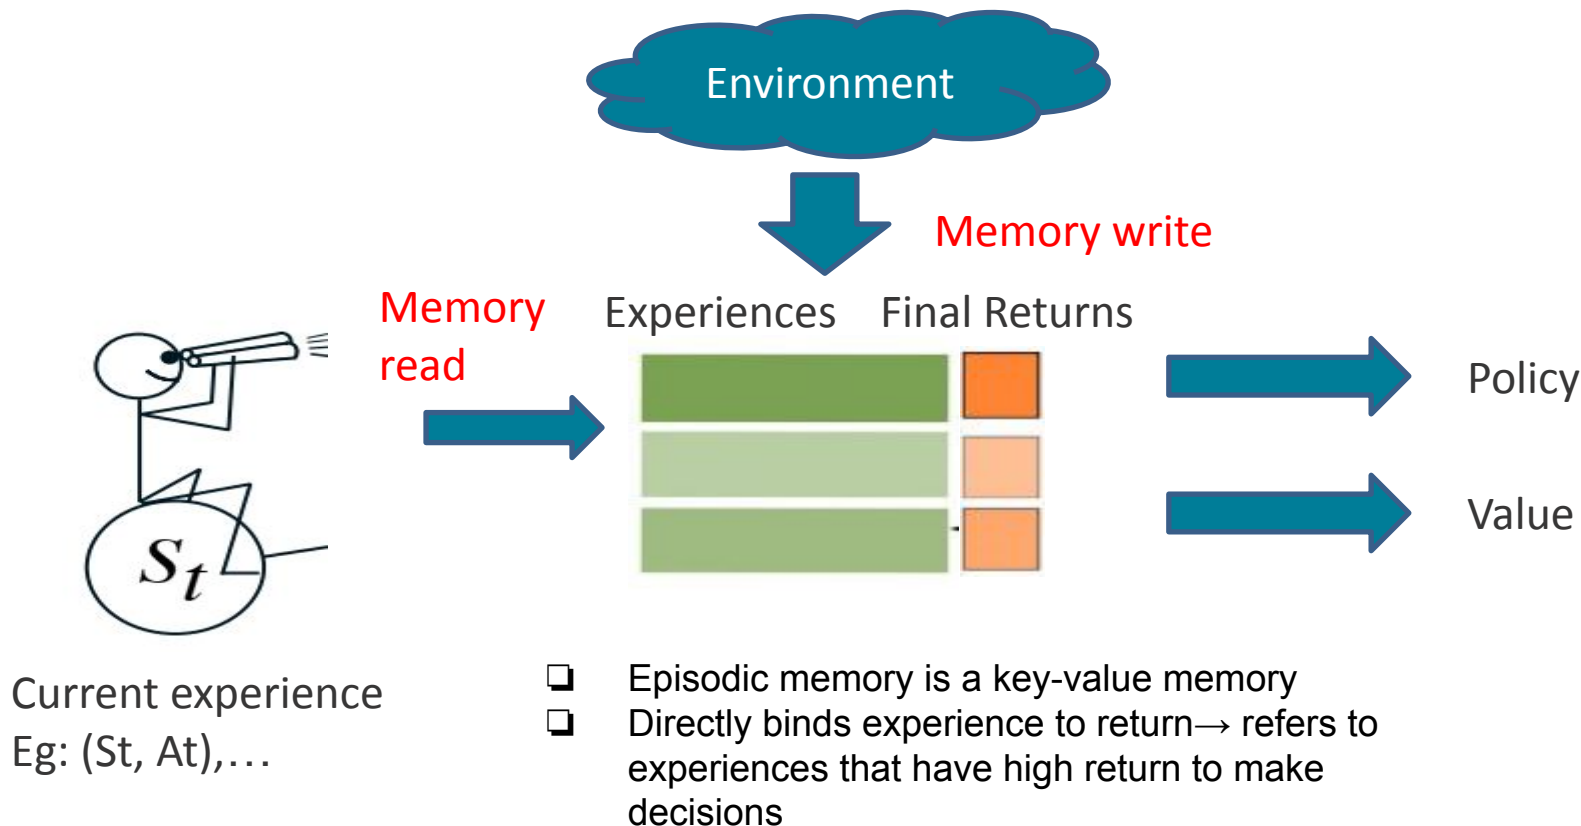 Environment
Memory write
Memory
read
Experiences
Final Returns
Policy
Value
St
Current experience
Eg: (St, At),...
❏ Episodic memory is a key-value memory
❏ Directly binds experience to return→ refers to
experiences that have high return to make
decisions